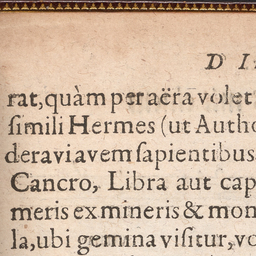 D I
rat, quàm per aëra volet
ſimili Hermes (ut Autho
deravi avem ſapientibus
Cancro, Libra aut cap
meris ex mineris & mon
la, ubi gemina viſitur, vo